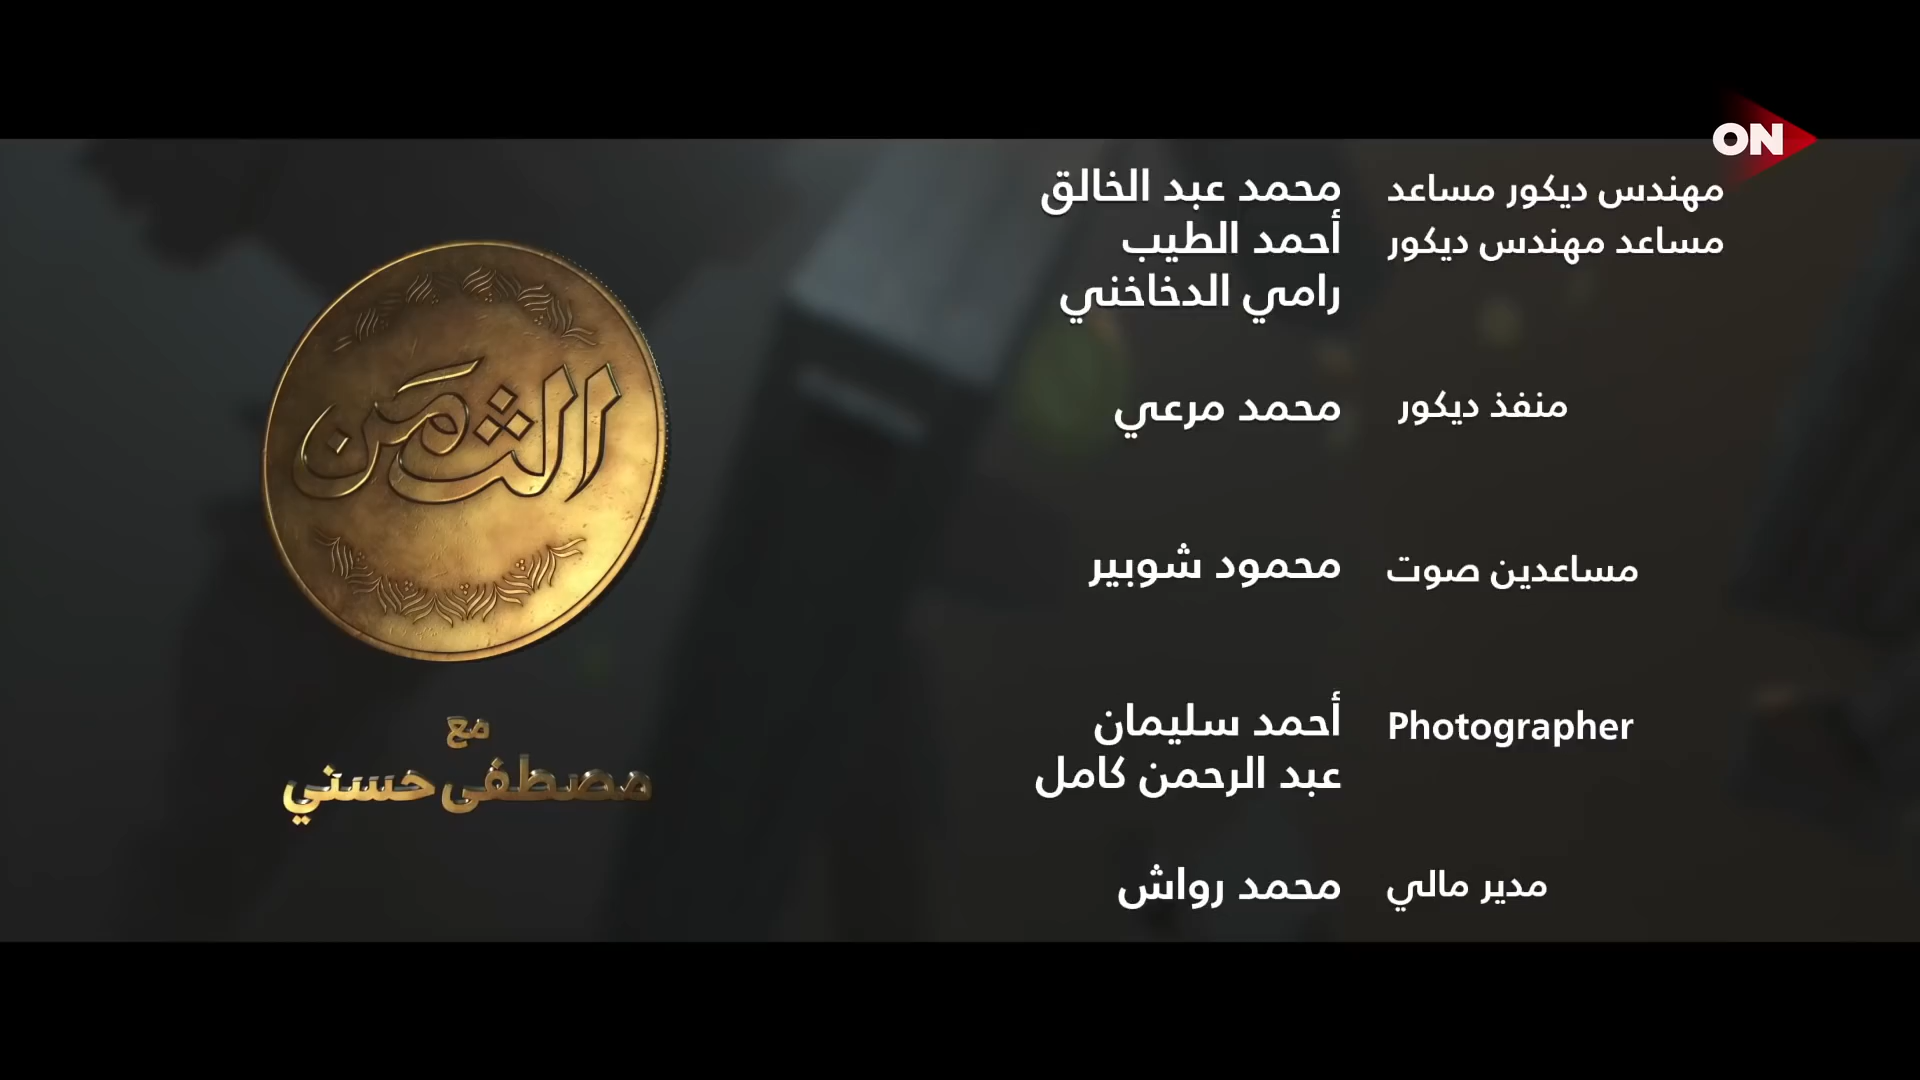 ON
مهندس ديكور مساعد محمد عبد الخالق
مساعد مهندس ديكور أحمد الطيب
رامي الدخاخني
منفذ ديكور محمد مرعي
مساعدين صوت محمود شوبير
Photographer أحمد سليمان
عبد الرحمن كامل
مدير مالي محمد رواش
الثمن
مع
مصطفى حسني